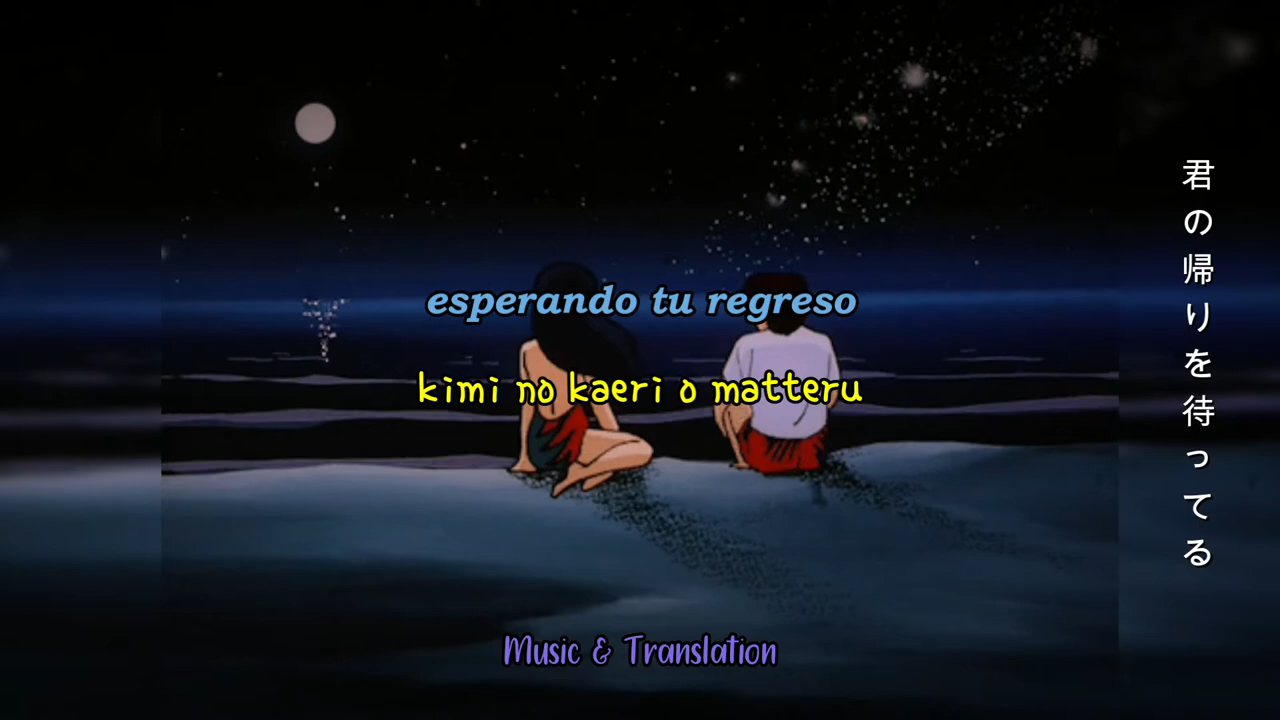 esperando tu regreso
kimi no kaeri o matteru
君の帰りを待ってる
Music & Translation